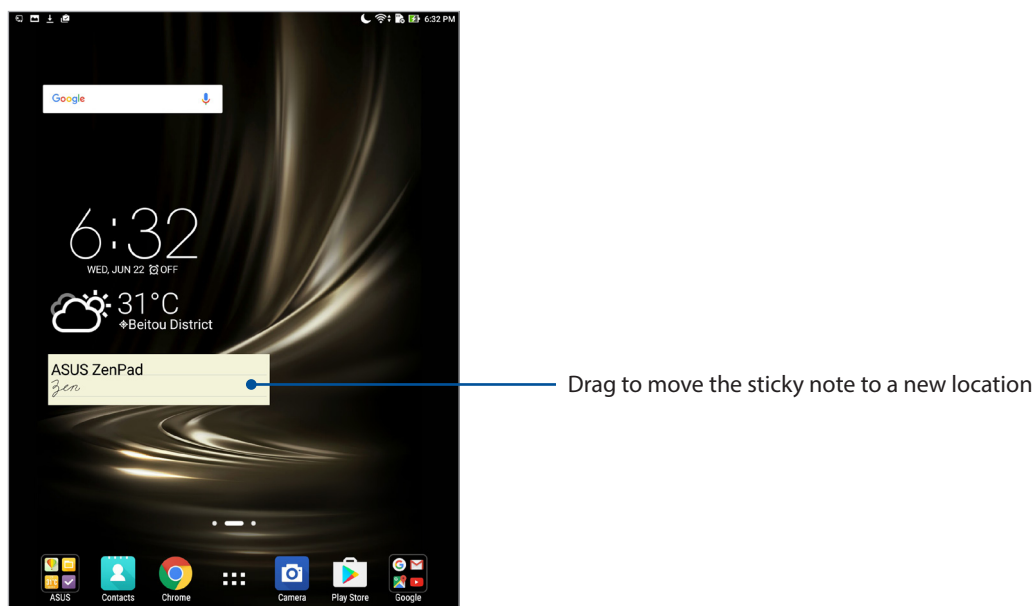 6:32 PM
Google
6:32
WED, JUN 22 OFF
31°C
Beitou District
ASUS ZenPad
Zen
Drag to move the sticky note to a new location
ASUS
Contacts
Chrome
Camera
Play Store
Google